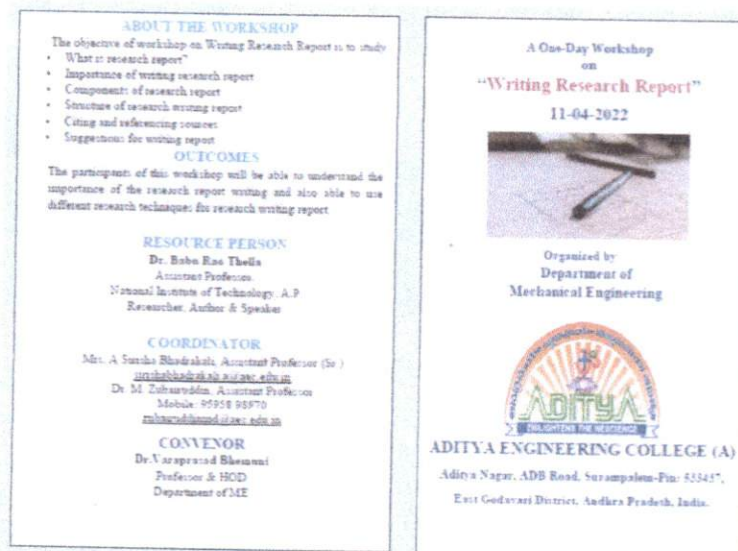 ABOUT THE WORKSHOP
The objective of workshop on Writing Research Report is to study
• What is research report"
• Importance of writing research report
• Components of research report
• Structure of research writing report
• Citing and referencing sources
• Suggestions for writing report
OUTCOMES
The participants of this workshop will be able to understand the
importance of the research report writing and also able to use
different research techniques for research writing report
RESOURCE PERSON
Dr. Babu Rao Thella
Assistant Professor,
National Institute of Technology, A.P
Researcher, Author & Speaker
COORDINATOR
Mrs. A Bhadrakala, Assistant Professor (Sr.)
Dr. M. Assistant Professor
Mobile: 95958 98970
CONVENOR
Dr.Varaprasad Bhemuni
Professor & HOD
Department of ME
A One-Day Workshop
on
"Writing Research Report"
11-04-2022
Organized by
Department of
Mechanical Engineering
ADITYA
ENLIGHTENS THE NESCIENCE
ADITYA ENGINEERING COLLEGE (A)
Aditya Nagar, ADB Road, Surampalem-Pin:
East Godavari District, Andhra Pradesh, India.